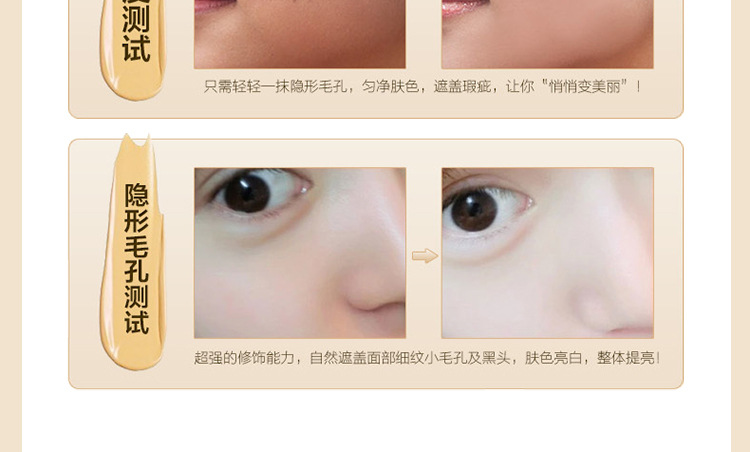 测试
只需轻轻一抹隐形毛孔，匀净肤色，遮盖瑕疵，让你“悄悄变美丽”！
隐形毛孔测试
超强的修饰能力，自然遮盖面部细纹小毛孔及黑头，肤色亮白，整体提亮！